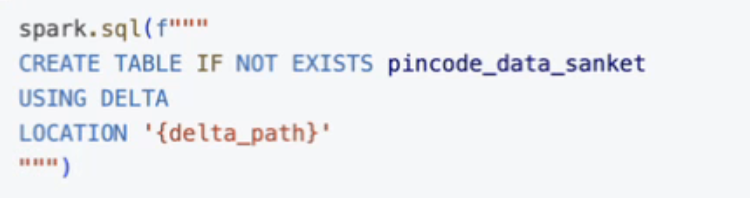 spark.sql(f"""
CREATE TABLE IF NOT EXISTS pincode_data_sanket
USING DELTA
LOCATION '{delta_path}'
""")